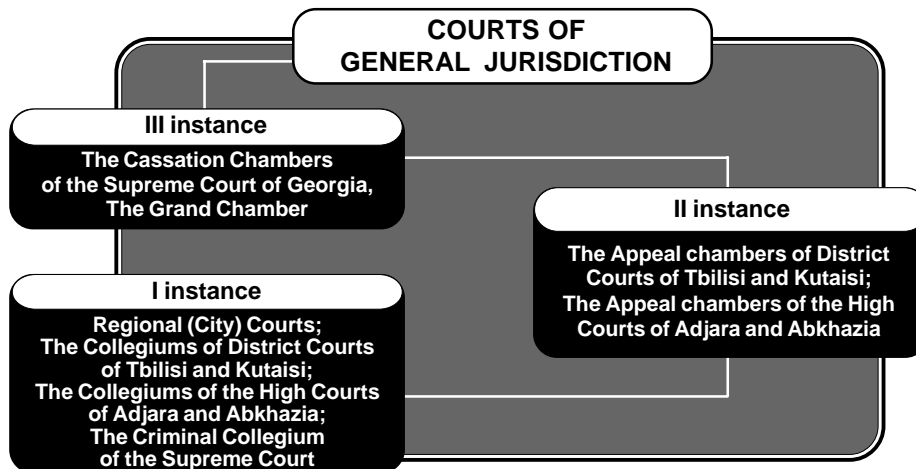 COURTS OF
GENERAL JURISDICTION
III instance
The Cassation Chambers
of the Supreme Court of Georgia,
The Grand Chamber
II instance
The Appeal chambers of District
Courts of Tbilisi and Kutaisi;
The Appeal chambers of the High
Courts of Adjara and Abkhazia
I instance
Regional (City) Courts;
The Collegiums of District Courts
of Tbilisi and Kutaisi;
The Collegiums of the High Courts
of Adjara and Abkhazia;
The Criminal Collegium
of the Supreme Court